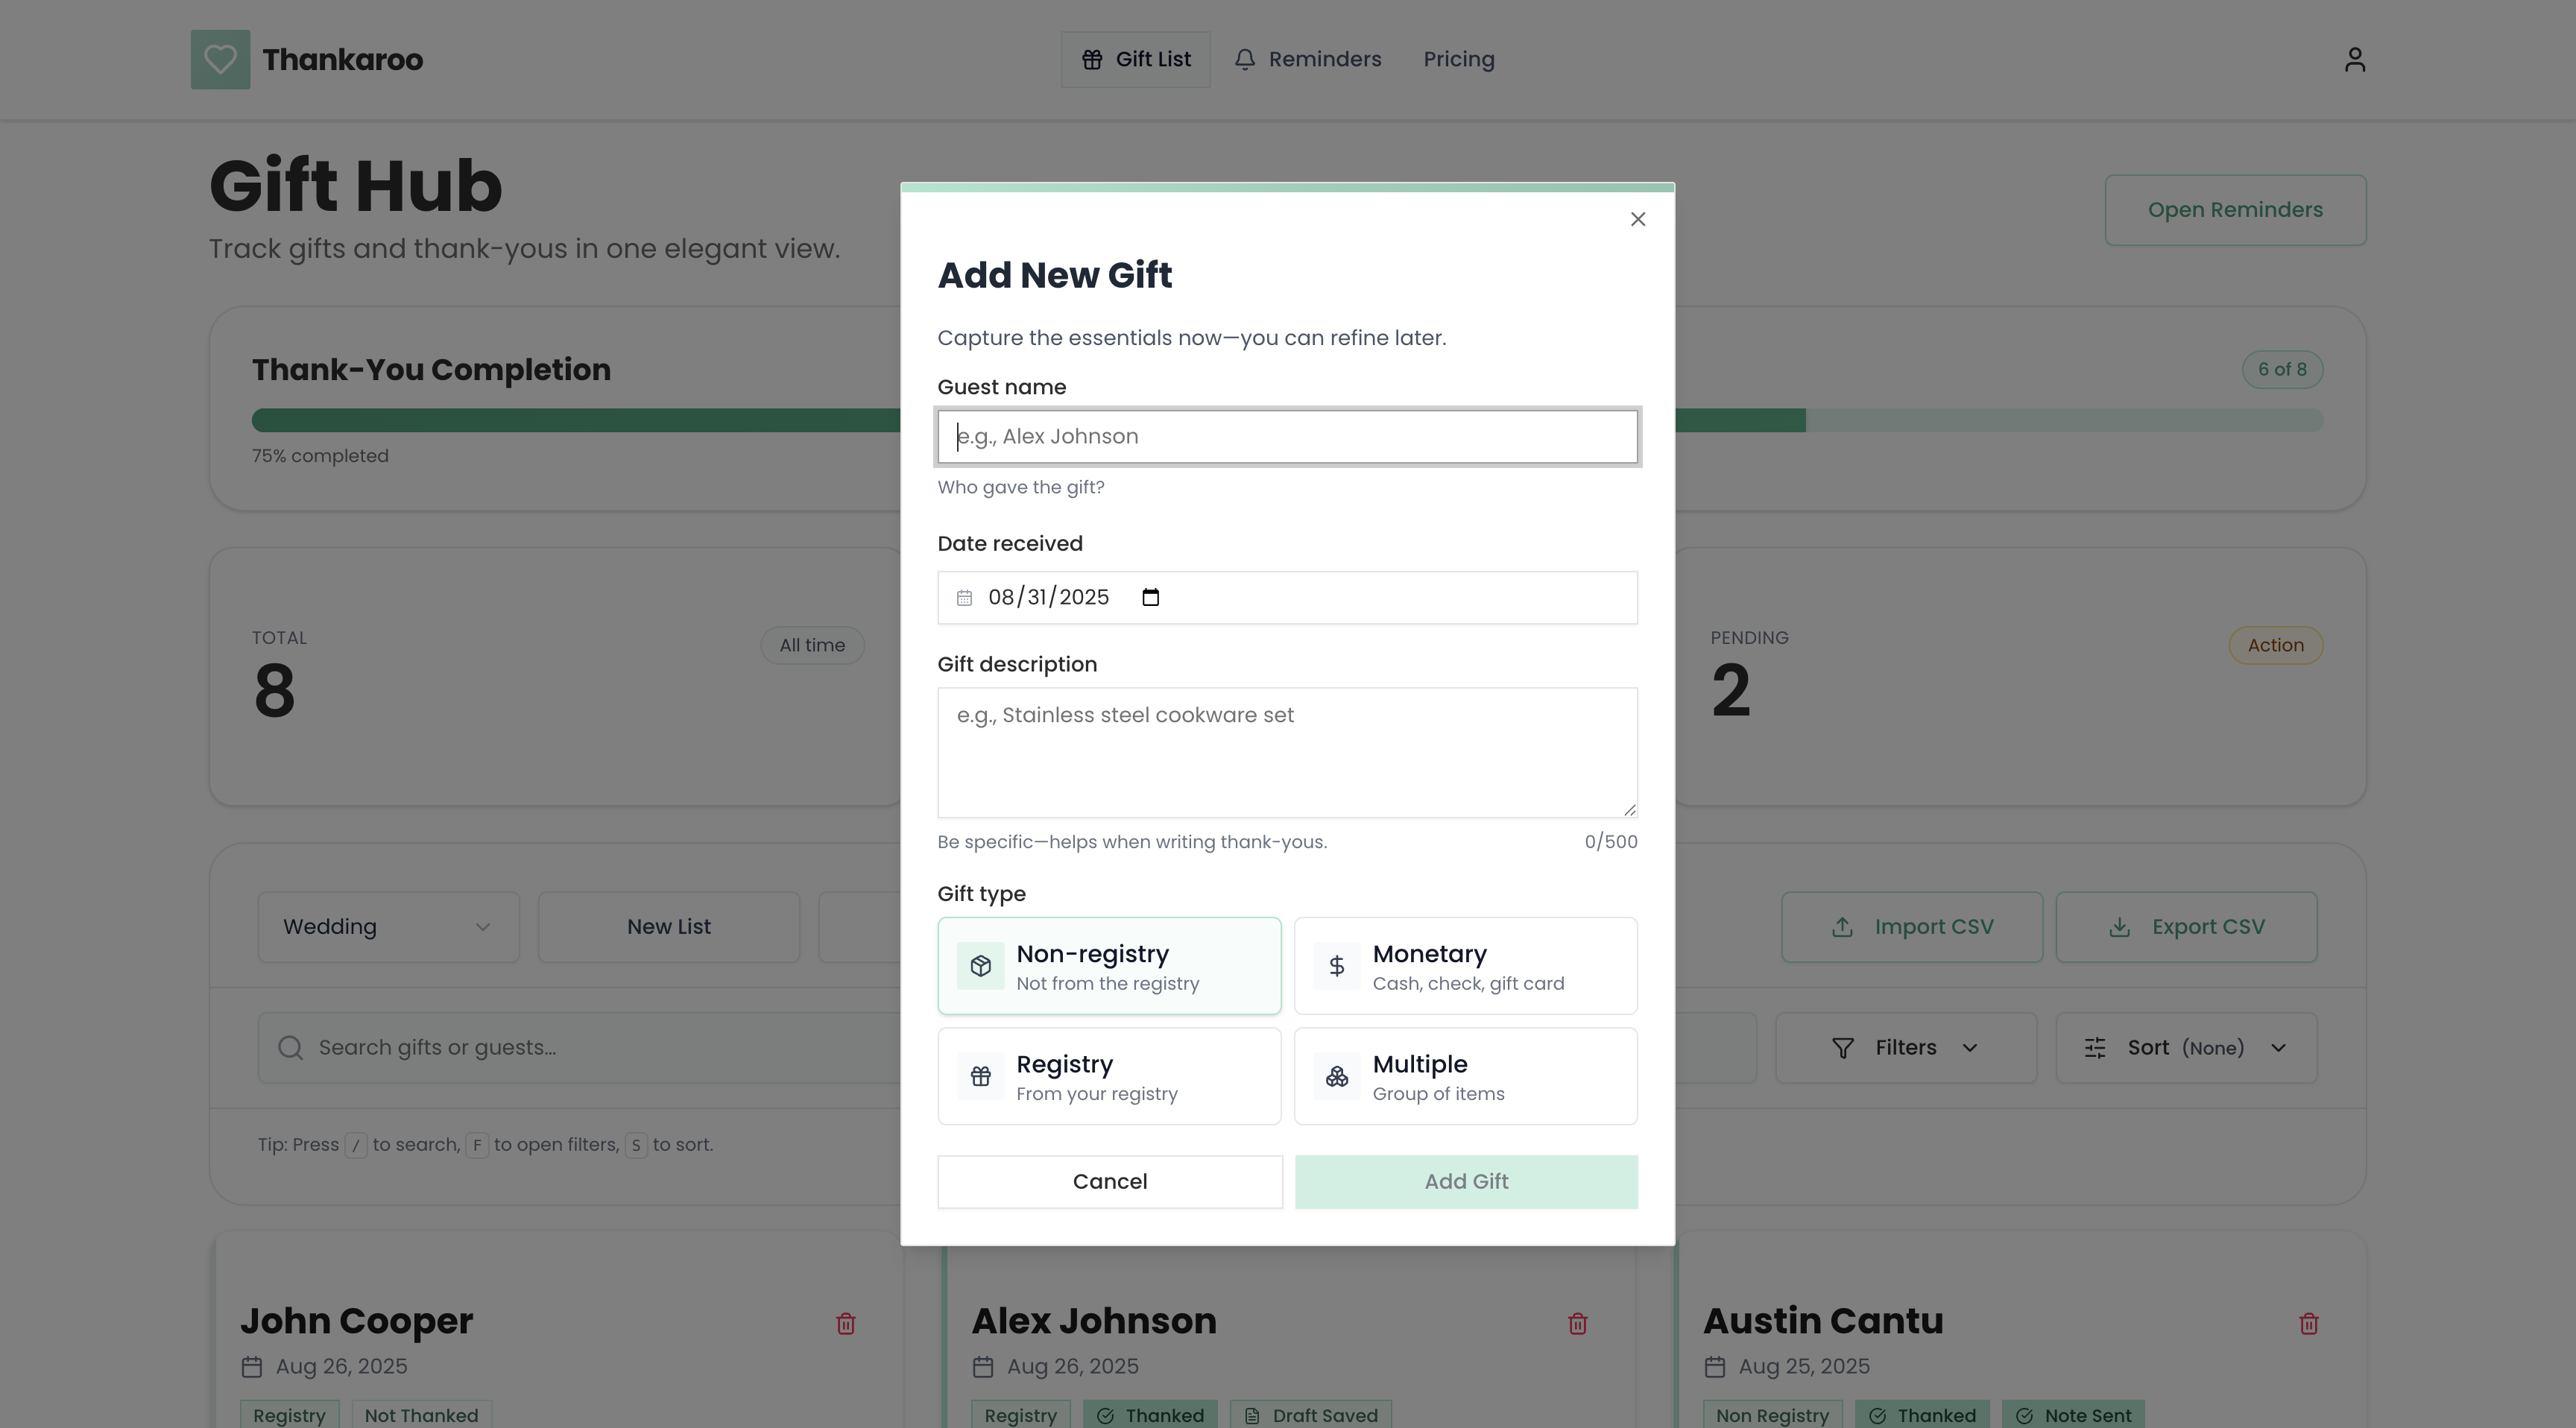 Thankaroo
Gift List
Reminders
Pricing
Gift Hub
Track gifts and thank-yous in one elegant view.
Open Reminders
Thank-You Completion
6 of 8
75% completed
TOTAL
8
All time
PENDING
2
Action
Wedding
New List
Import CSV
Export CSV
Search gifts or guests...
Filters
Sort (None)
Tip: Press / to search, F to open filters, S to sort.
Add New Gift
Capture the essentials now—you can refine later.
Guest name
e.g., Alex Johnson
Who gave the gift?
Date received
08/31/2025
Gift description
e.g., Stainless steel cookware set
Be specific—helps when writing thank-yous.
0/500
Gift type
Non-registry
Not from the registry
Monetary
Cash, check, gift card
Registry
From your registry
Multiple
Group of items
Cancel
Add Gift
John Cooper
Aug 26, 2025
Registry
Not Thanked
Alex Johnson
Aug 26, 2025
Registry
Thanked
Draft Saved
Austin Cantu
Aug 25, 2025
Non Registry
Thanked
Note Sent